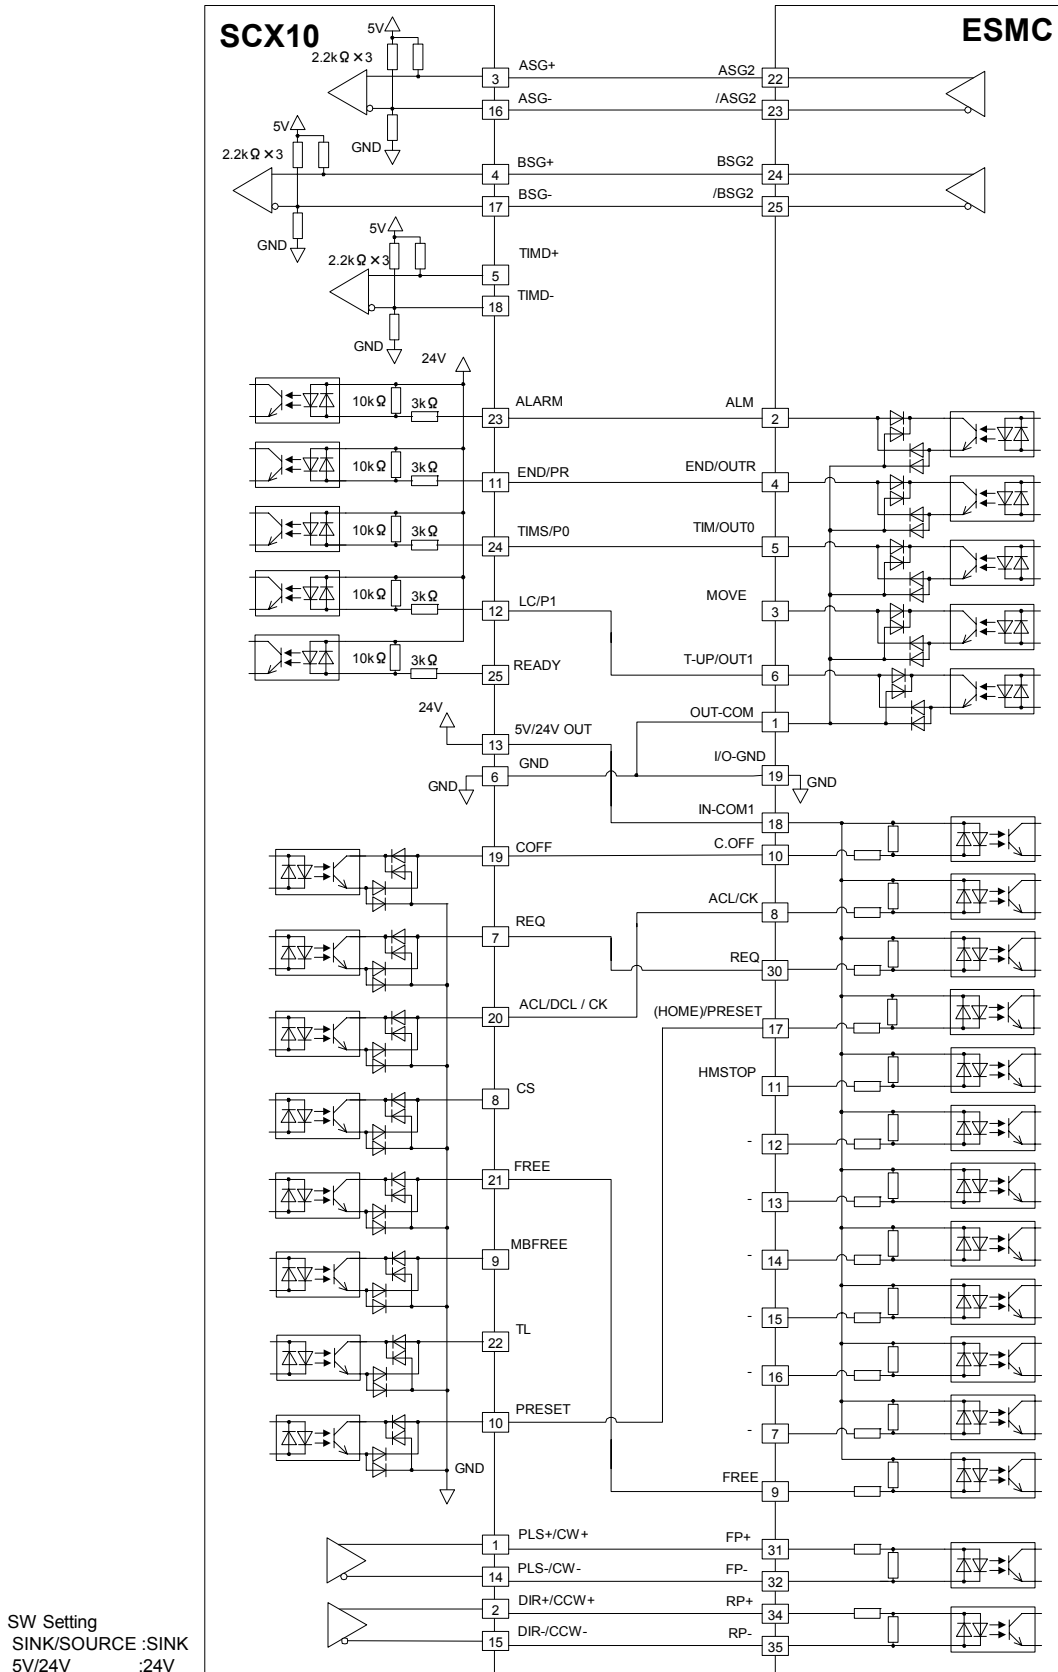 SCX10
ESMC
5V
2.2kΩ×3
3
ASG+
ASG2
22
16
ASG-
/ASG2
23
GND
5V
2.2kΩ×3
4
BSG+
BSG2
24
17
BSG-
/BSG2
25
GND
5V
2.2kΩ×3
5
TIMD+
18
TIMD-
GND
24V
10kΩ
3kΩ
23
ALARM
ALM
2
10kΩ
3kΩ
11
END/PR
END/OUTR
4
10kΩ
3kΩ
24
TIMS/P0
TIM/OUT0
5
10kΩ
3kΩ
12
LC/P1
MOVE
3
10kΩ
3kΩ
25
READY
T-UP/OUT1
6
24V
13
5V/24V OUT
OUT-COM
1
GND
6
GND
I/O-GND
19
GND
IN-COM1
18
19
COFF
C.OFF
10
ACL/CK
8
7
REQ
REQ
30
20
ACL/DCL / CK
(HOME)/PRESET
17
HMSTOP
11
8
CS
-
12
21
FREE
-
13
-
14
9
MBFREE
-
15
22
TL
-
16
10
PRESET
-
7
GND
FREE
9
1
PLS+/CW+
FP+
31
14
PLS-/CW-
FP-
32
2
DIR+/CCW+
RP+
34
15
DIR-/CCW-
RP-
35
SW Setting
SINK/SOURCE :SINK
5V/24V :24V